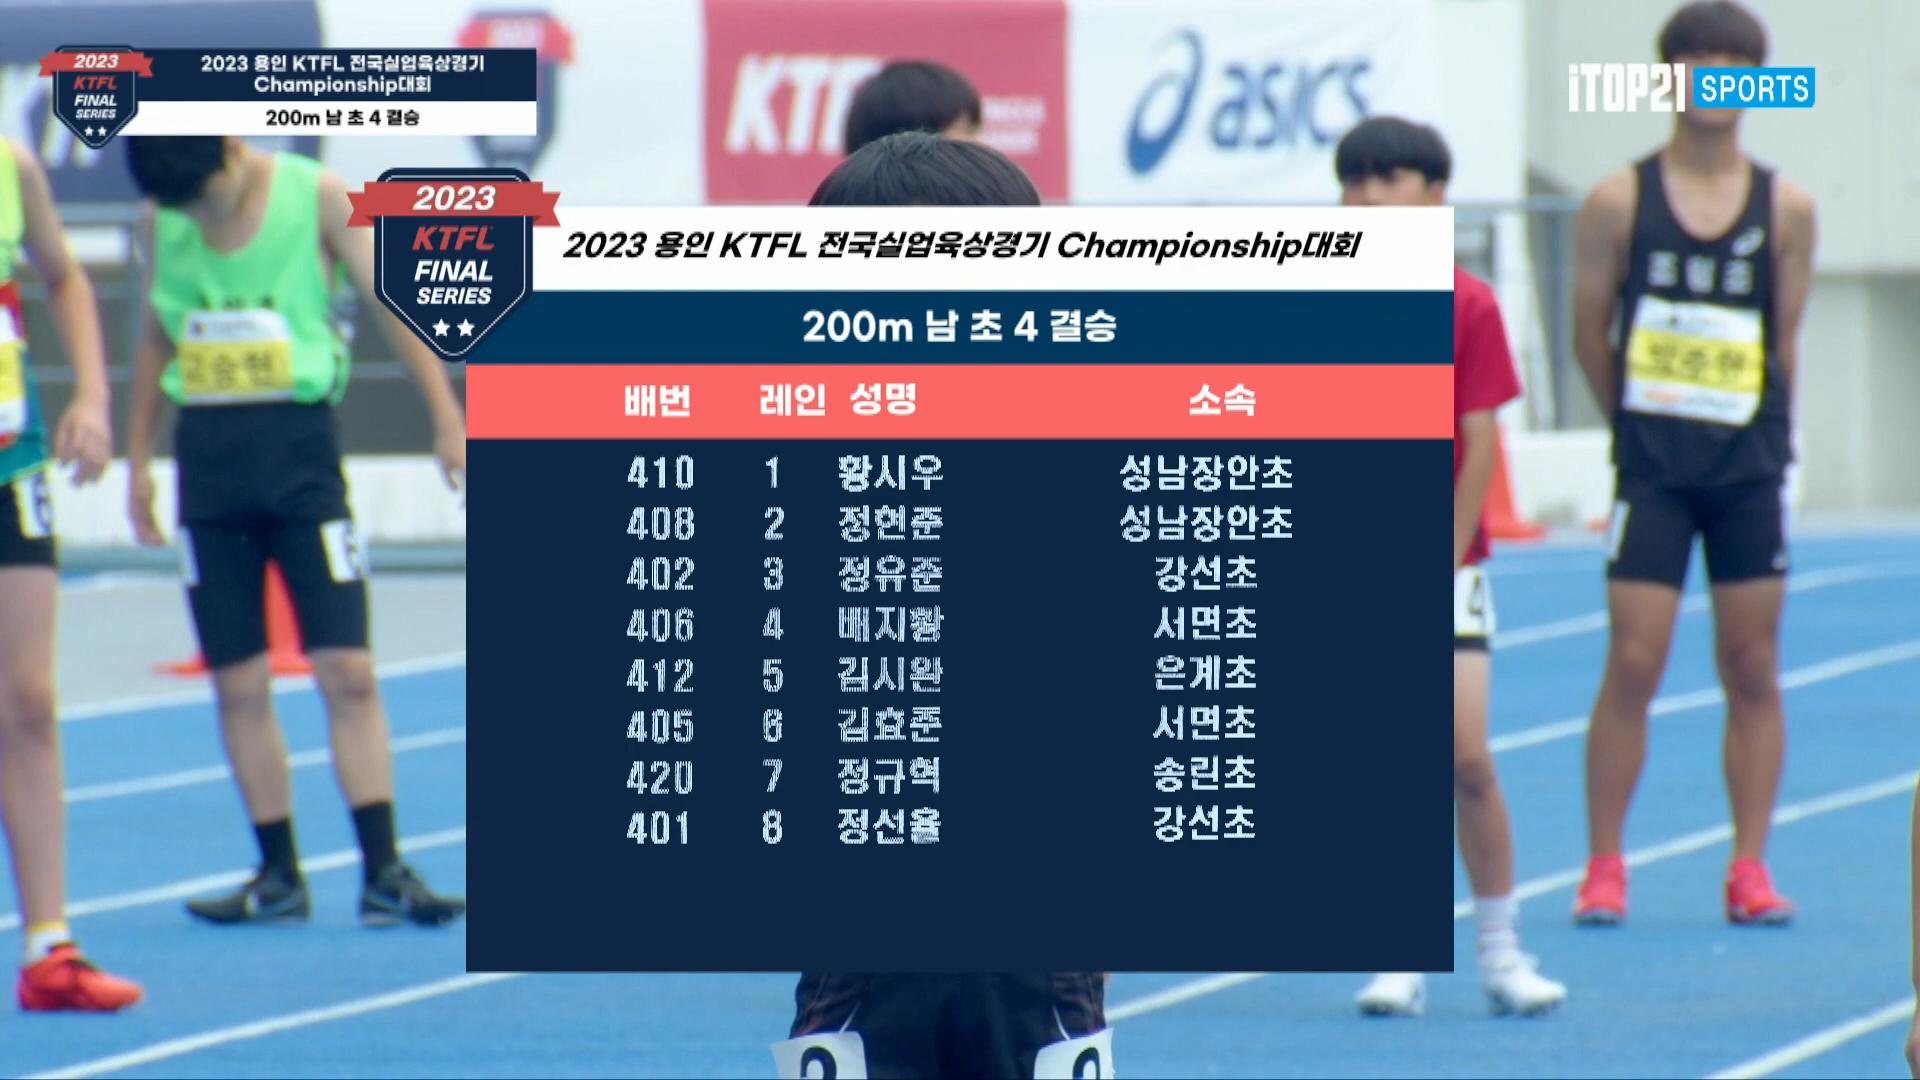 2023
KTFL
FINAL
SERIES
2023 용인 KTFL 전국실업육상경기
Championship대회
200m 남 초 4 결승
iTOP21 SPORTS
asics
2023
KTFL
FINAL
SERIES
2023 용인 KTFL 전국실업육상경기 Championship대회
200m 남 초 4 결승
배번 레인 성명 소속
410 1 황시우 성남장안초
408 2 정현준 성남장안초
402 3 정유준 강선초
406 4 배지황 서면초
412 5 김시완 은계초
405 6 김효준 서면초
420 7 정규혁 송린초
401 8 정선율 강선초